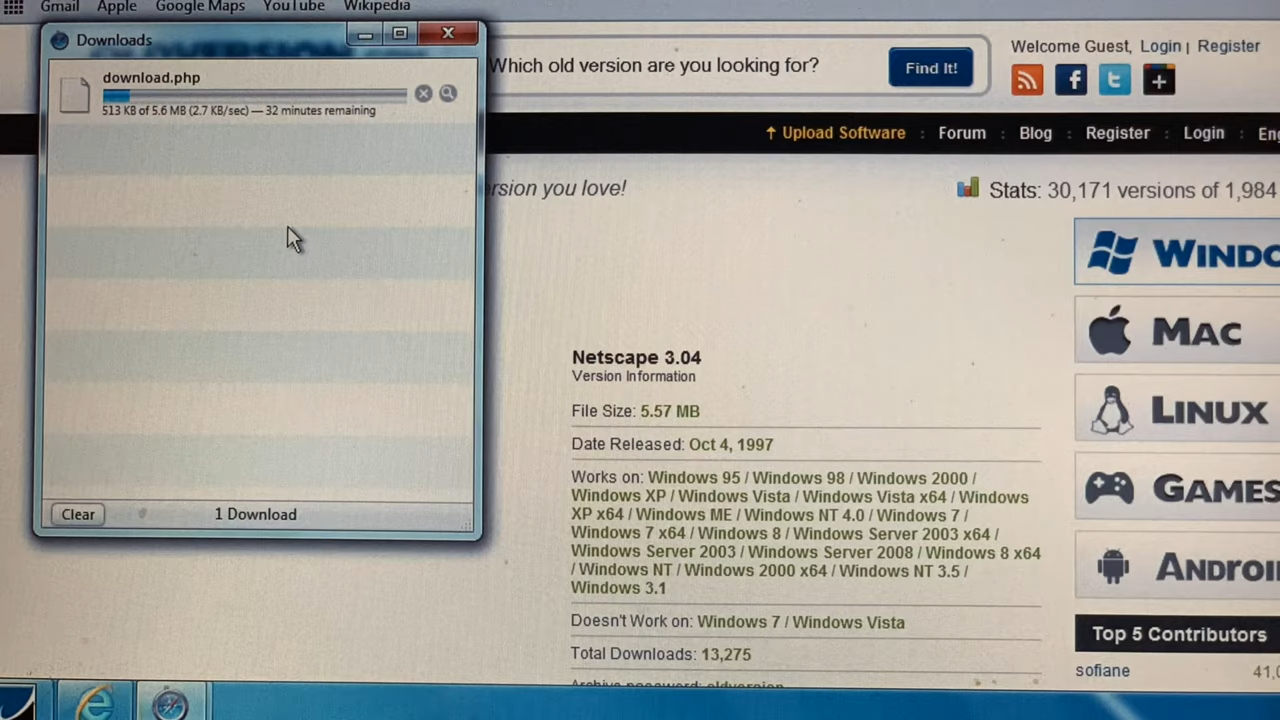 Gmail Apple Google Maps YouTube Wikipedia
Downloads
download.php
513 KB of 5.6 MB (2.7 KB/sec) — 32 minutes remaining
Clear
1 Download
Which old version are you looking for?
Find It!
Welcome Guest, Login | Register
↑ Upload Software : Forum : Blog : Register : Login : En
rsion you love!
Stats: 30,171 versions of 1,984
WINDO
MAC
LINUX
GAMES
ANDROI
Netscape 3.04
Version Information
File Size: 5.57 MB
Date Released: Oct 4, 1997
Works on: Windows 95 / Windows 98 / Windows 2000 /
Windows XP / Windows Vista / Windows Vista x64 / Windows
XP x64 / Windows ME / Windows NT 4.0 / Windows 7 /
Windows 7 x64 / Windows 8 / Windows Server 2003 x64 /
Windows Server 2003 / Windows Server 2008 / Windows 8 x64
/ Windows NT / Windows 2000 x64 / Windows NT 3.5 /
Windows 3.1
Doesn't Work on: Windows 7 / Windows Vista
Total Downloads: 13,275
Archive password: oldversion
Top 5 Contributors
sofiane 41,0